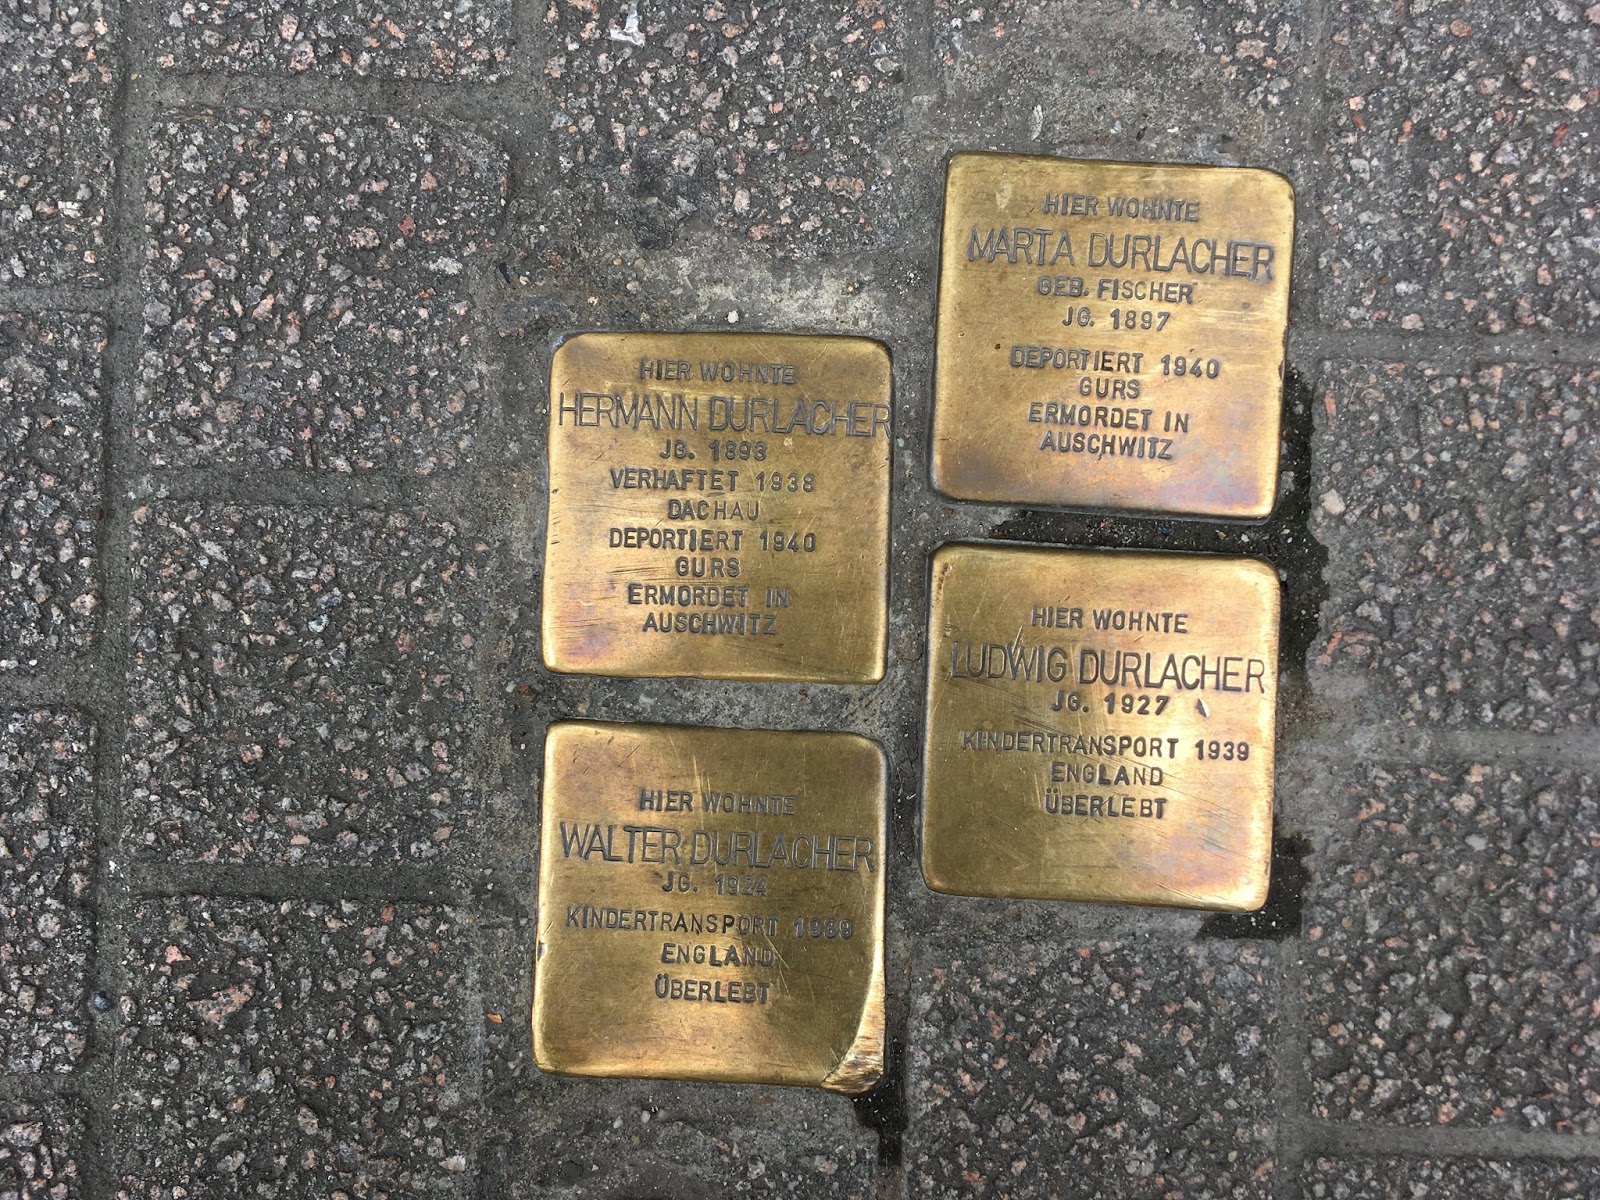 HIER WOHNTE
HERMANN DURLACHER
JG. 1893
VERHAFTET 1938
DACHAU
DEPORTIERT 1940
GURS
ERMORDET IN
AUSCHWITZ
HIER WOHNTE
MARTA DURLACHER
GEB. FISCHER
JG. 1897
DEPORTIERT 1940
GURS
ERMORDET IN
AUSCHWITZ
HIER WOHNTE
WALTER DURLACHER
JG. 1924
KINDERTRANSPORT 1939
ENGLAND
ÜBERLEBT
HIER WOHNTE
LUDWIG DURLACHER
JG. 1927
KINDERTRANSPORT 1939
ENGLAND
ÜBERLEBT